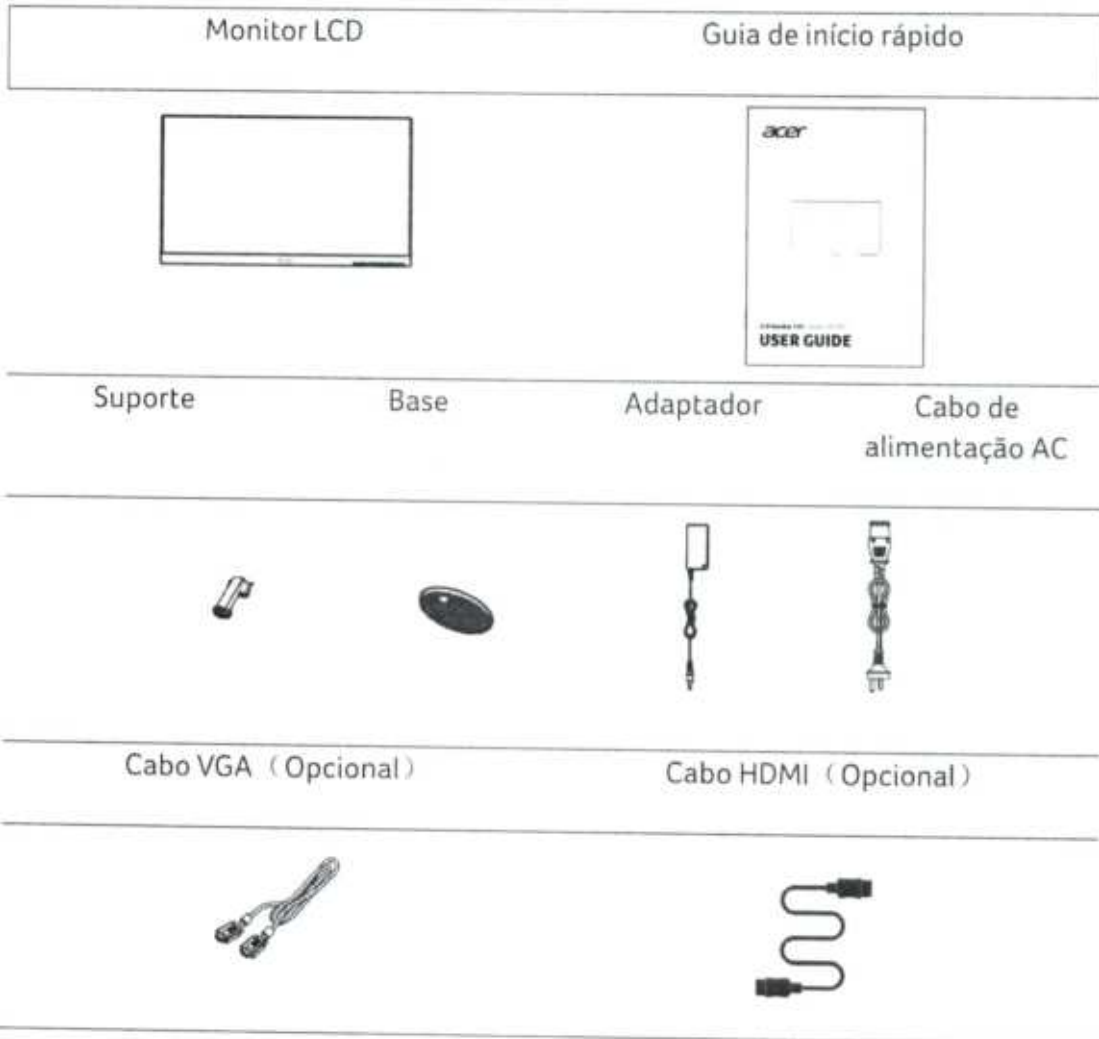 Monitor LCD
Guia de início rápido
acer
USER GUIDE
Suporte
Base
Adaptador
Cabo de
alimentação AC
Cabo VGA（Opcional）
Cabo HDMI（Opcional）